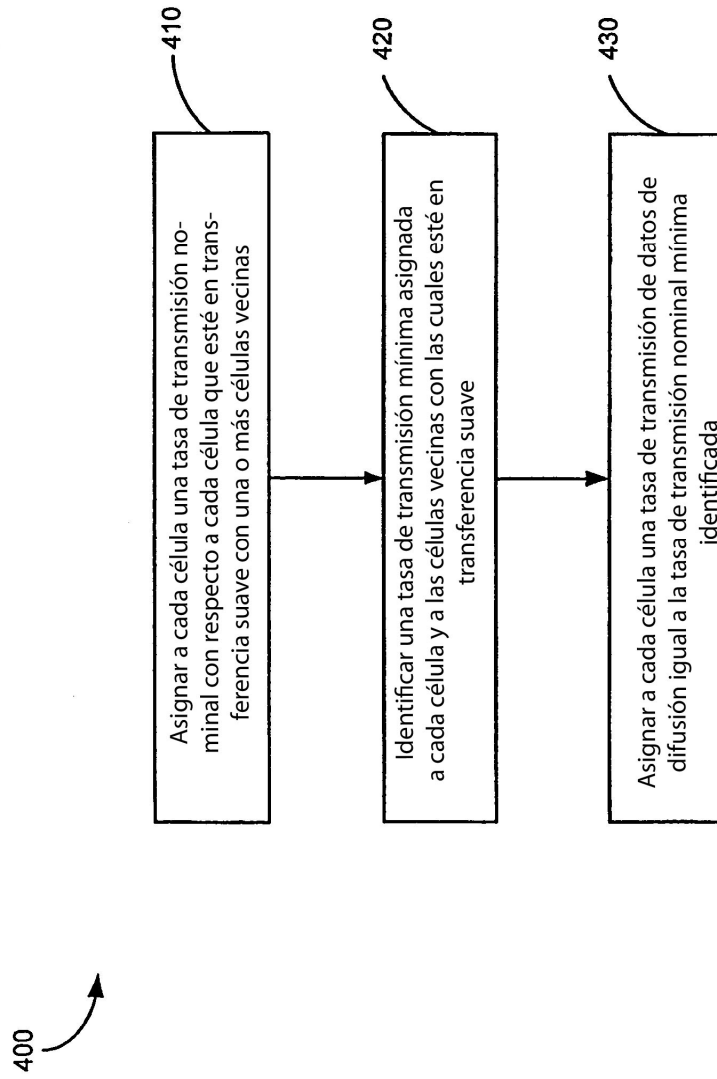 400
410
Asignar a cada célula una tasa de transmisión no-
minal con respecto a cada célula que esté en trans-
ferencia suave con una o más células vecinas
420
Identificar una tasa de transmisión mínima asignada
a cada célula y a las células vecinas con las cuales esté en
transferencia suave
430
Asignar a cada célula una tasa de transmisión de datos de
difusión igual a la tasa de transmisión nominal mínima
identificada